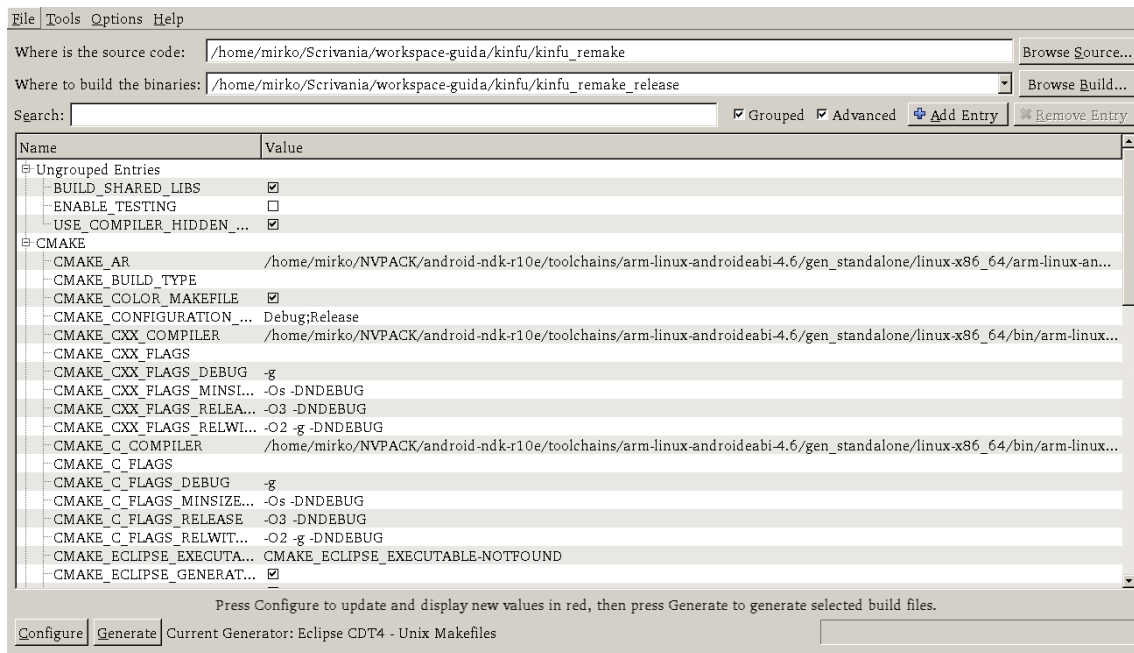 File Tools Options Help
Where is the source code: /home/mirko/Scrivania/workspace-guida/kinfu/kinfu_remake Browse Source...
Where to build the binaries: /home/mirko/Scrivania/workspace-guida/kinfu/kinfu_remake_release Browse Build...
Search: Grouped Advanced Add Entry Remove Entry
Name Value
Ungrouped Entries
BUILD_SHARED_LIBS
ENABLE_TESTING
USE_COMPILER_HIDDEN_...
CMAKE
CMAKE_AR /home/mirko/NVPACK/android-ndk-r10e/toolchains/arm-linux-androideabi-4.6/gen_standalone/linux-x86_64/arm-linux-an...
CMAKE_BUILD_TYPE
CMAKE_COLOR_MAKEFILE
CMAKE_CONFIGURATION_... Debug;Release
CMAKE_CXX_COMPILER /home/mirko/NVPACK/android-ndk-r10e/toolchains/arm-linux-androideabi-4.6/gen_standalone/linux-x86_64/bin/arm-linux...
CMAKE_CXX_FLAGS
CMAKE_CXX_FLAGS_DEBUG -g
CMAKE_CXX_FLAGS_MINSI... -Os -DNDEBUG
CMAKE_CXX_FLAGS_RELEA... -O3 -DNDEBUG
CMAKE_CXX_FLAGS_RELWI... -O2 -g -DNDEBUG
CMAKE_C_COMPILER /home/mirko/NVPACK/android-ndk-r10e/toolchains/arm-linux-androideabi-4.6/gen_standalone/linux-x86_64/bin/arm-linux...
CMAKE_C_FLAGS
CMAKE_C_FLAGS_DEBUG -g
CMAKE_C_FLAGS_MINSIZE... -Os -DNDEBUG
CMAKE_C_FLAGS_RELEASE -O3 -DNDEBUG
CMAKE_C_FLAGS_RELWIT... -O2 -g -DNDEBUG
CMAKE_ECLIPSE_EXECUTA... CMAKE_ECLIPSE_EXECUTABLE-NOTFOUND
CMAKE_ECLIPSE_GENERAT...
Press Configure to update and display new values in red, then press Generate to generate selected build files.
Configure Generate Current Generator: Eclipse CDT4 - Unix Makefiles